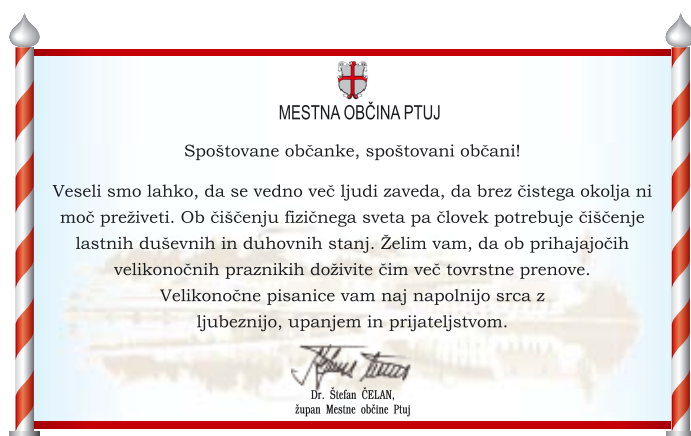 MESTNA OBČINA PTUJ
Spoštovane občanke, spoštovani občani!
Veseli smo lahko, da se vedno več ljudi zaveda, da brez čistega okolja ni
moč preživeti. Ob čiščenju fizičnega sveta pa človek potrebuje čiščenje
lastnih duševnih in duhovnih stanj. Želim vam, da ob prihajajočih
velikonočnih praznikih doživite čim več tovrstne prenove.
Velikonočne pisanice vam naj napolnijo srca z
ljubeznijo, upanjem in prijateljstvom.
Dr. Štefan ČELAN,
župan Mestne občine Ptuj